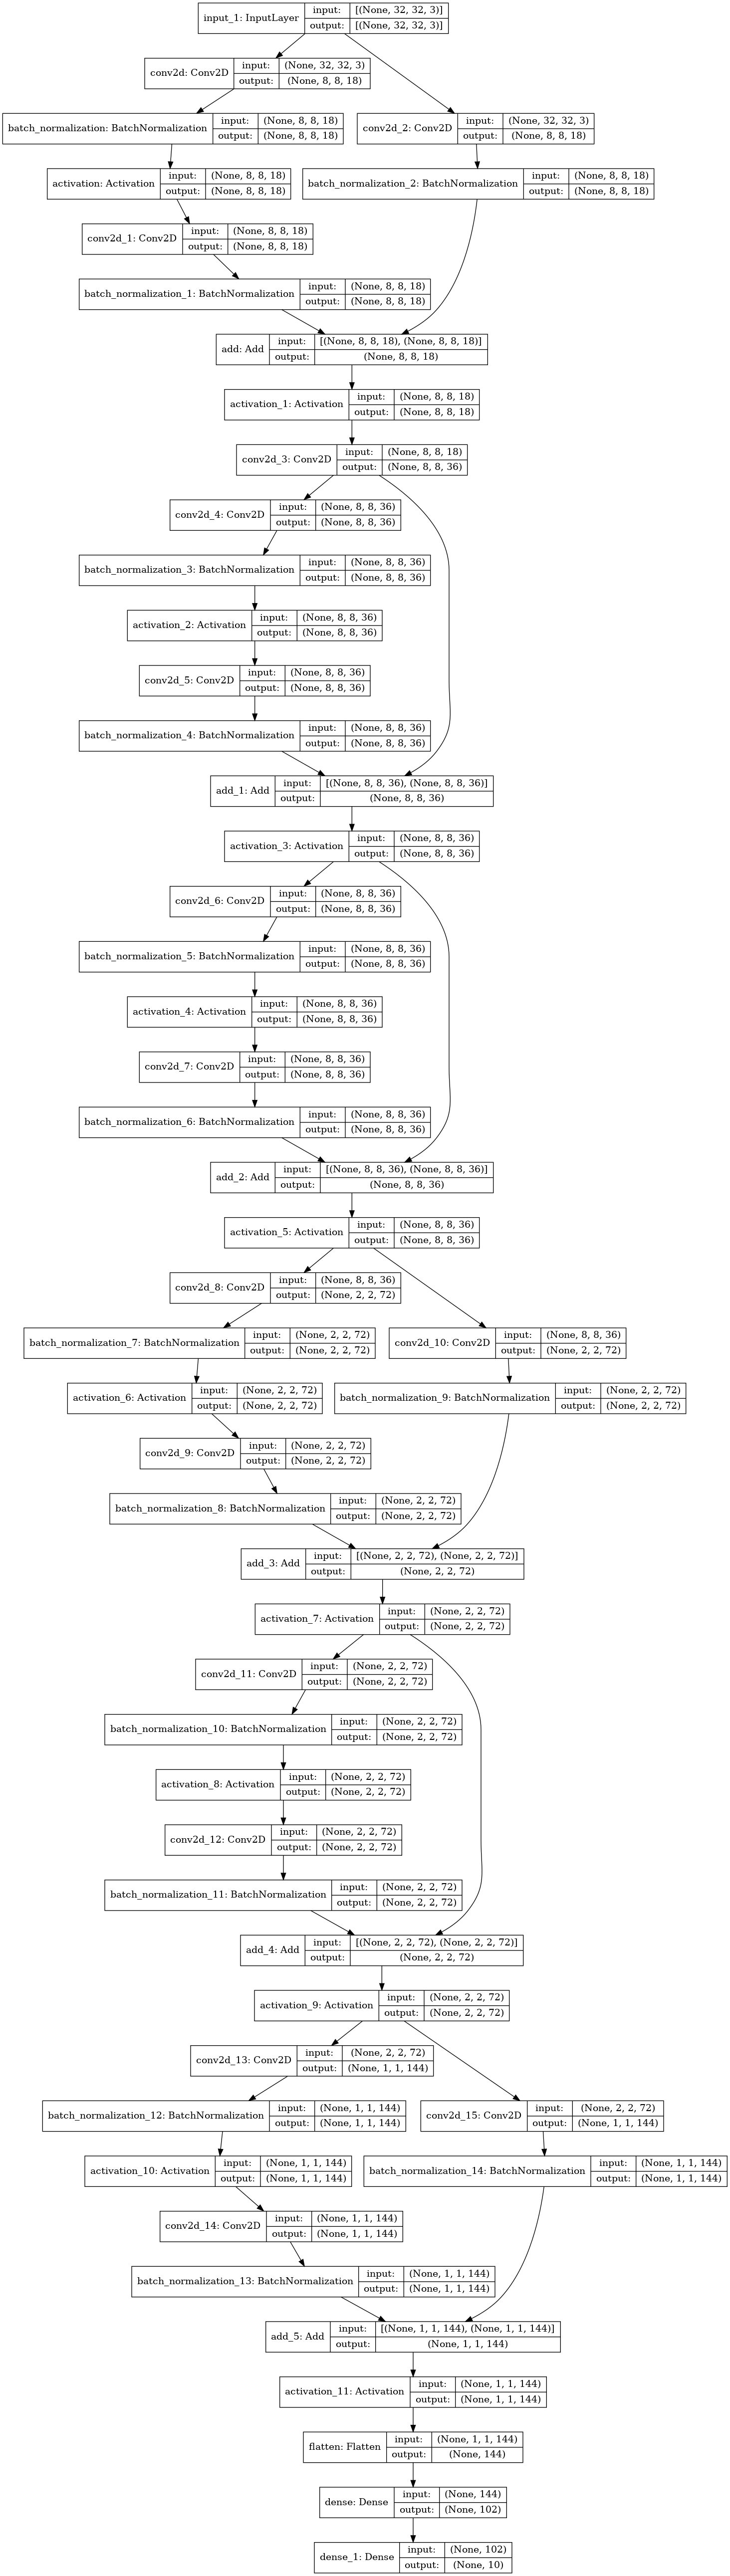 input_1: InputLayer
input: [(None, 32, 32, 3)]
output: [(None, 32, 32, 3)]
conv2d: Conv2D
input: (None, 32, 32, 3)
output: (None, 8, 8, 18)
batch_normalization: BatchNormalization
input: (None, 8, 8, 18)
output: (None, 8, 8, 18)
conv2d_2: Conv2D
input: (None, 32, 32, 3)
output: (None, 8, 8, 18)
activation: Activation
input: (None, 8, 8, 18)
output: (None, 8, 8, 18)
batch_normalization_2: BatchNormalization
input: (None, 8, 8, 18)
output: (None, 8, 8, 18)
conv2d_1: Conv2D
input: (None, 8, 8, 18)
output: (None, 8, 8, 18)
batch_normalization_1: BatchNormalization
input: (None, 8, 8, 18)
output: (None, 8, 8, 18)
add: Add
input: [(None, 8, 8, 18), (None, 8, 8, 18)]
output: (None, 8, 8, 18)
activation_1: Activation
input: (None, 8, 8, 18)
output: (None, 8, 8, 18)
conv2d_3: Conv2D
input: (None, 8, 8, 18)
output: (None, 8, 8, 36)
conv2d_4: Conv2D
input: (None, 8, 8, 36)
output: (None, 8, 8, 36)
batch_normalization_3: BatchNormalization
input: (None, 8, 8, 36)
output: (None, 8, 8, 36)
activation_2: Activation
input: (None, 8, 8, 36)
output: (None, 8, 8, 36)
conv2d_5: Conv2D
input: (None, 8, 8, 36)
output: (None, 8, 8, 36)
batch_normalization_4: BatchNormalization
input: (None, 8, 8, 36)
output: (None, 8, 8, 36)
add_1: Add
input: [(None, 8, 8, 36), (None, 8, 8, 36)]
output: (None, 8, 8, 36)
activation_3: Activation
input: (None, 8, 8, 36)
output: (None, 8, 8, 36)
conv2d_6: Conv2D
input: (None, 8, 8, 36)
output: (None, 8, 8, 36)
batch_normalization_5: BatchNormalization
input: (None, 8, 8, 36)
output: (None, 8, 8, 36)
activation_4: Activation
input: (None, 8, 8, 36)
output: (None, 8, 8, 36)
conv2d_7: Conv2D
input: (None, 8, 8, 36)
output: (None, 8, 8, 36)
batch_normalization_6: BatchNormalization
input: (None, 8, 8, 36)
output: (None, 8, 8, 36)
add_2: Add
input: [(None, 8, 8, 36), (None, 8, 8, 36)]
output: (None, 8, 8, 36)
activation_5: Activation
input: (None, 8, 8, 36)
output: (None, 8, 8, 36)
conv2d_8: Conv2D
input: (None, 8, 8, 36)
output: (None, 2, 2, 72)
batch_normalization_7: BatchNormalization
input: (None, 2, 2, 72)
output: (None, 2, 2, 72)
conv2d_10: Conv2D
input: (None, 8, 8, 36)
output: (None, 2, 2, 72)
activation_6: Activation
input: (None, 2, 2, 72)
output: (None, 2, 2, 72)
batch_normalization_9: BatchNormalization
input: (None, 2, 2, 72)
output: (None, 2, 2, 72)
conv2d_9: Conv2D
input: (None, 2, 2, 72)
output: (None, 2, 2, 72)
batch_normalization_8: BatchNormalization
input: (None, 2, 2, 72)
output: (None, 2, 2, 72)
add_3: Add
input: [(None, 2, 2, 72), (None, 2, 2, 72)]
output: (None, 2, 2, 72)
activation_7: Activation
input: (None, 2, 2, 72)
output: (None, 2, 2, 72)
conv2d_11: Conv2D
input: (None, 2, 2, 72)
output: (None, 2, 2, 72)
batch_normalization_10: BatchNormalization
input: (None, 2, 2, 72)
output: (None, 2, 2, 72)
activation_8: Activation
input: (None, 2, 2, 72)
output: (None, 2, 2, 72)
conv2d_12: Conv2D
input: (None, 2, 2, 72)
output: (None, 2, 2, 72)
batch_normalization_11: BatchNormalization
input: (None, 2, 2, 72)
output: (None, 2, 2, 72)
add_4: Add
input: [(None, 2, 2, 72), (None, 2, 2, 72)]
output: (None, 2, 2, 72)
activation_9: Activation
input: (None, 2, 2, 72)
output: (None, 2, 2, 72)
conv2d_13: Conv2D
input: (None, 2, 2, 72)
output: (None, 1, 1, 144)
batch_normalization_12: BatchNormalization
input: (None, 1, 1, 144)
output: (None, 1, 1, 144)
conv2d_15: Conv2D
input: (None, 2, 2, 72)
output: (None, 1, 1, 144)
activation_10: Activation
input: (None, 1, 1, 144)
output: (None, 1, 1, 144)
batch_normalization_14: BatchNormalization
input: (None, 1, 1, 144)
output: (None, 1, 1, 144)
conv2d_14: Conv2D
input: (None, 1, 1, 144)
output: (None, 1, 1, 144)
batch_normalization_13: BatchNormalization
input: (None, 1, 1, 144)
output: (None, 1, 1, 144)
add_5: Add
input: [(None, 1, 1, 144), (None, 1, 1, 144)]
output: (None, 1, 1, 144)
activation_11: Activation
input: (None, 1, 1, 144)
output: (None, 1, 1, 144)
flatten: Flatten
input: (None, 1, 1, 144)
output: (None, 144)
dense: Dense
input: (None, 144)
output: (None, 102)
dense_1: Dense
input: (None, 102)
output: (None, 10)